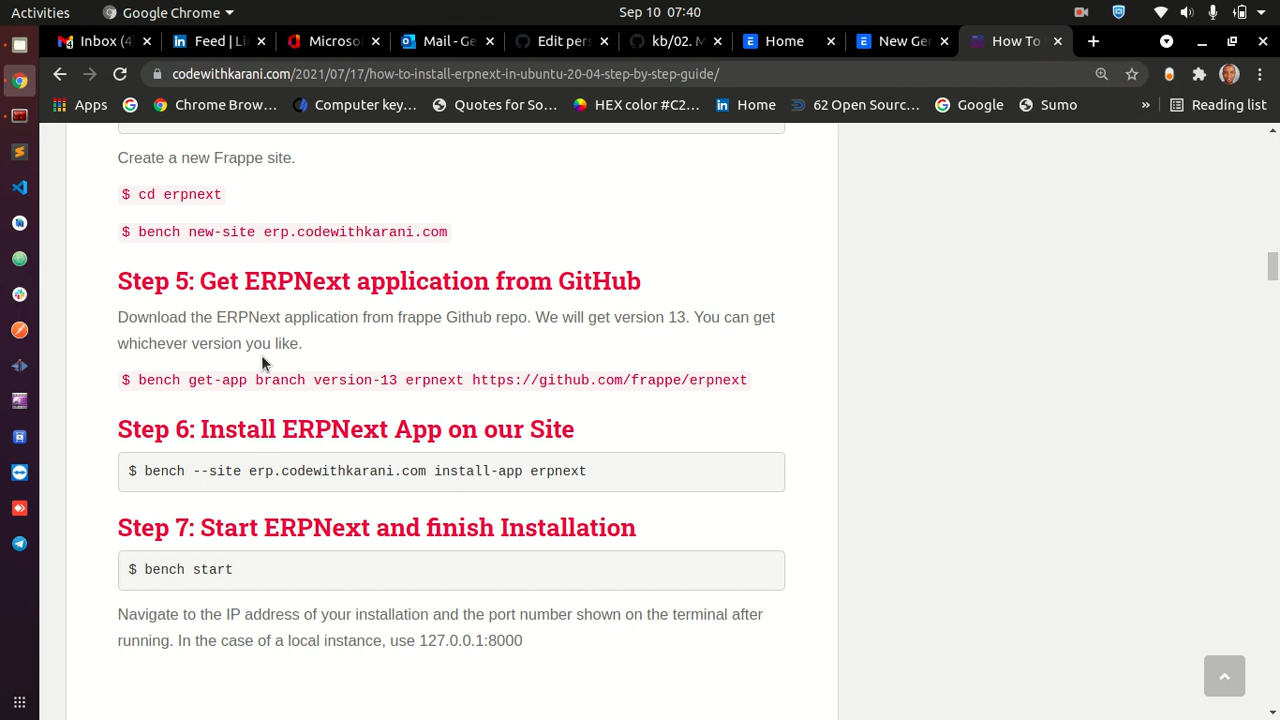 Activities
Google Chrome
Sep 10 07:40
Inbox (4
Feed | Li
Microso
Mail - Ge
Edit pers
kb/02. M
Home
New Gen
How To
codewithkarani.com/2021/07/17/how-to-install-erpnext-in-ubuntu-20-04-step-by-step-guide/
Apps
Chrome Brow...
Computer key...
Quotes for So...
HEX color #C2...
Home
62 Open Sourc...
Google
Sumo
»
Reading list
Create a new Frappe site.
$ cd erpnext
$ bench new-site erp.codewithkarani.com
Step 5: Get ERPNext application from GitHub
Download the ERPNext application from frappe Github repo. We will get version 13. You can get
whichever version you like.
$ bench get-app branch version-13 erpnext https://github.com/frappe/erpnext
Step 6: Install ERPNext App on our Site
$ bench --site erp.codewithkarani.com install-app erpnext
Step 7: Start ERPNext and finish Installation
$ bench start
Navigate to the IP address of your installation and the port number shown on the terminal after
running. In the case of a local instance, use 127.0.0.1:8000